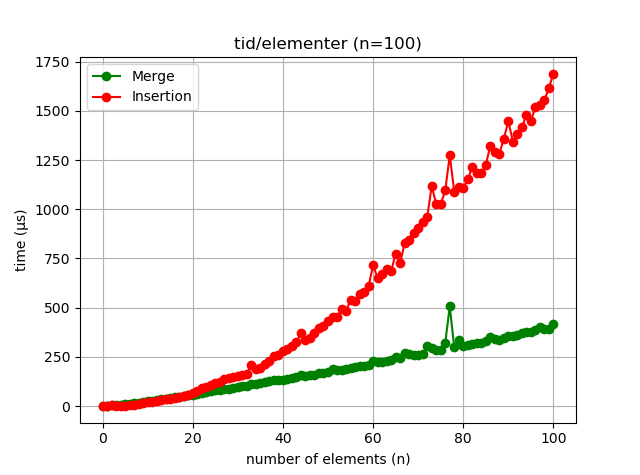 tid/elementer (n=100)
Merge
Insertion
time (μs)
1750
1500
1250
1000
750
500
250
0
0 20 40 60 80 100
number of elements (n)